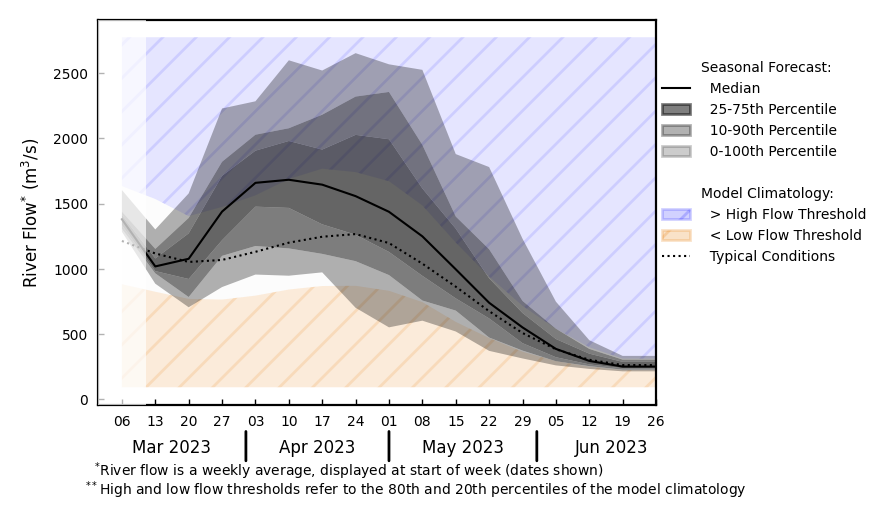 Seasonal Forecast:
Median
25-75th Percentile
10-90th Percentile
0-100th Percentile
Model Climatology:
> High Flow Threshold
< Low Flow Threshold
Typical Conditions
River Flow* (m³/s)
2500
2000
1500
1000
500
0
06 13 20 27 03 10 17 24 01 08 15 22 29 05 12 19 26
Mar 2023 Apr 2023 May 2023 Jun 2023
*River flow is a weekly average, displayed at start of week (dates shown)
**High and low flow thresholds refer to the 80th and 20th percentiles of the model climatology